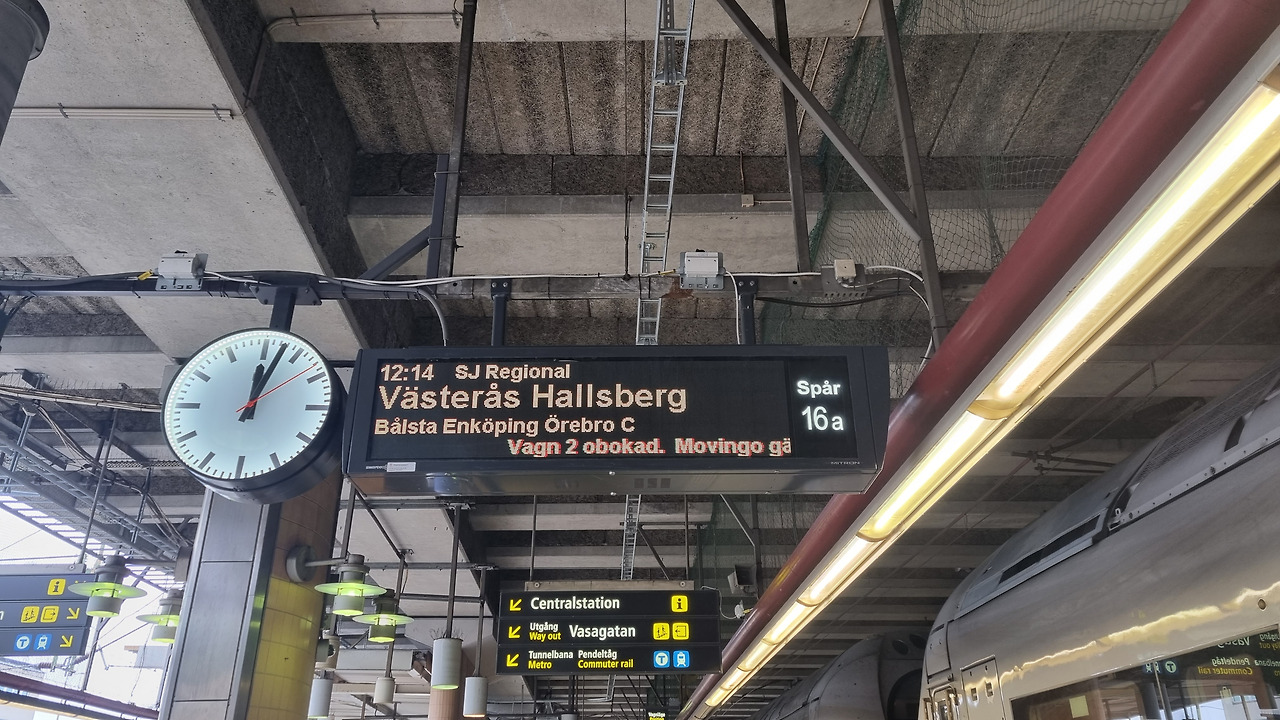 12:14 SJ Regional
Västerås Hallsberg
Bålsta Enköping Örebro C
Vagn 2 obokad. Movingo gä
Spår
16a
MITRON
Centralstation
Utgång
Way out
Vasagatan
Tunnelbana Pendeltåg
Metro Commuter rail